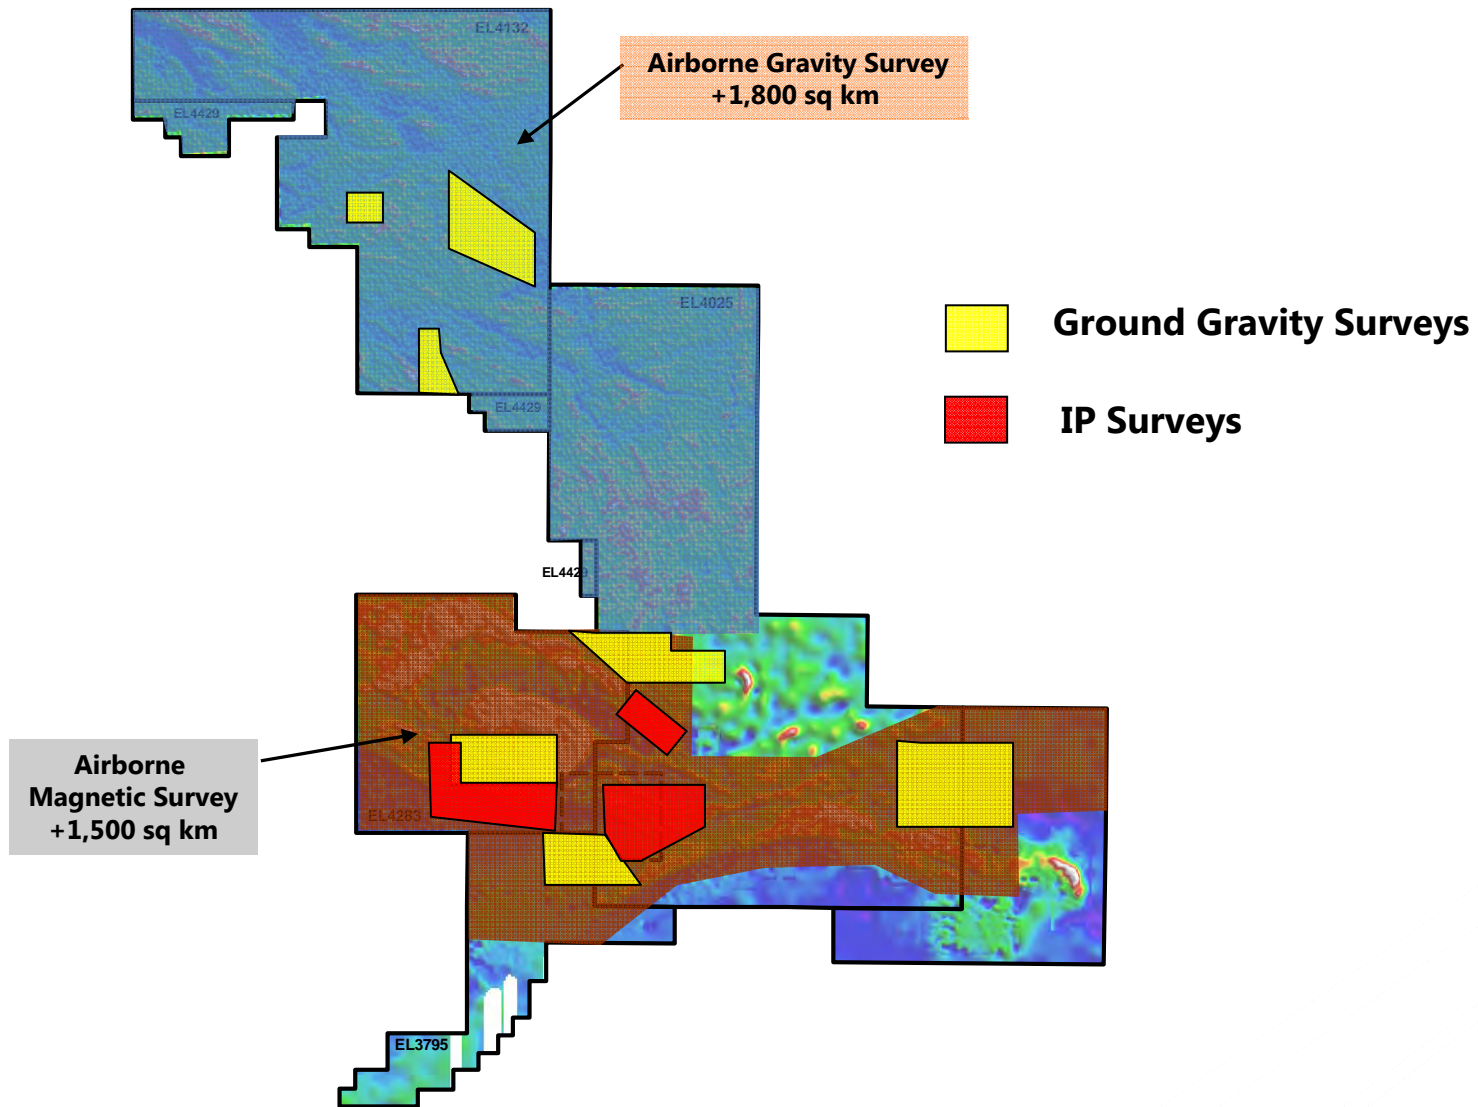 EL4132
Airborne Gravity Survey
+1,800 sq km
EL4429
EL4025
Ground Gravity Surveys
IP Surveys
EL4429
EL4429
Airborne
Magnetic Survey
+1,500 sq km
EL4283
EL3795